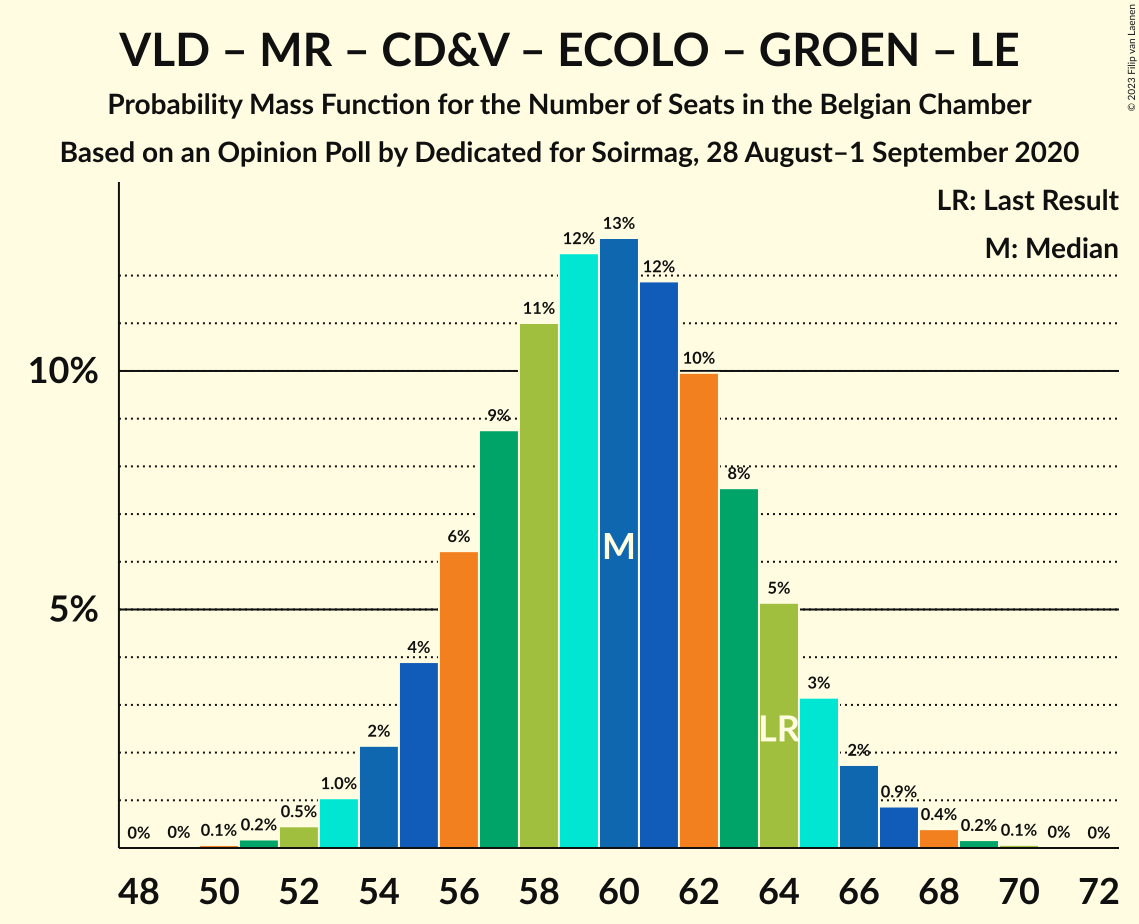 VLD – MR – CD&V – ECOLO – GROEN – LE
Probability Mass Function for the Number of Seats in the Belgian Chamber
Based on an Opinion Poll by Dedicated for Soirmag, 28 August–1 September 2020
© 2023 Filip van Laenen
LR: Last Result
M: Median
10%
5%
0% 0% 0.1% 0.2% 0.5% 1.0% 2% 4% 6% 9% 11% 12% 13% 12% 10% 8% 5% 3% 2% 0.9% 0.4% 0.2% 0.1% 0% 0%
M
LR
48 50 52 54 56 58 60 62 64 66 68 70 72